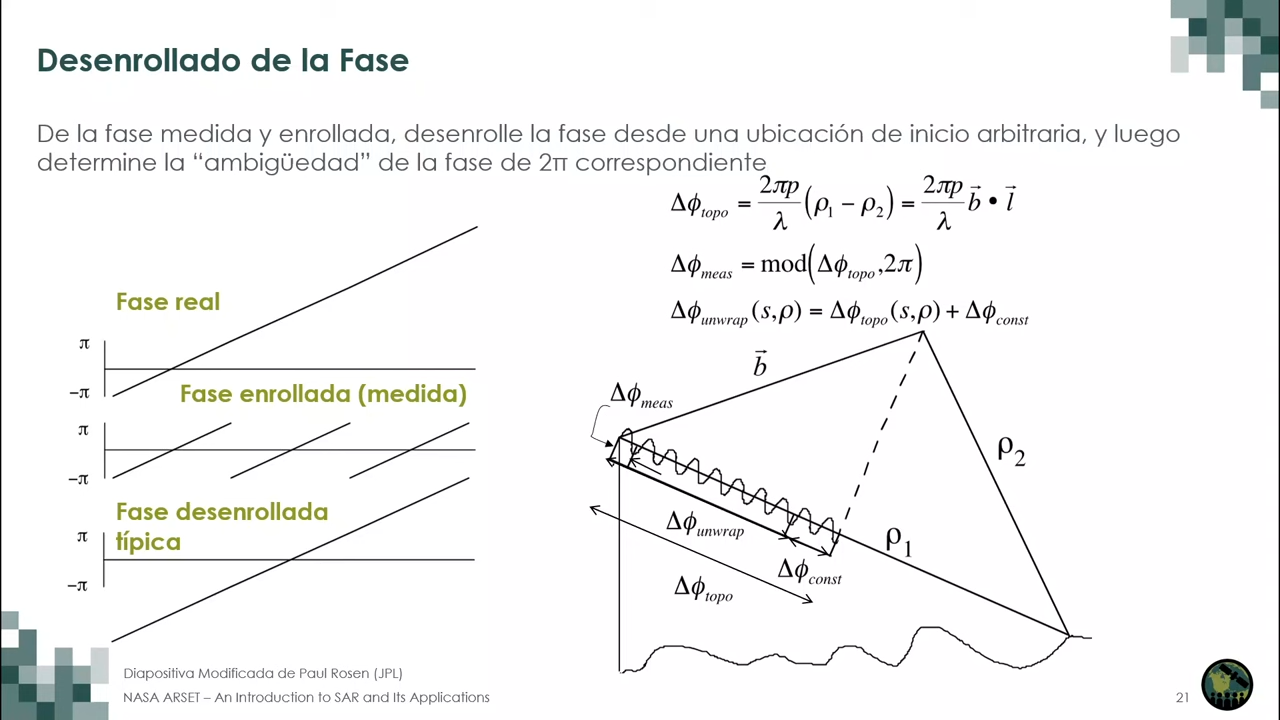 Desenrollado de la Fase
De la fase medida y enrollada, desenrolle la fase desde una ubicación de inicio arbitraria, y luego
determine la “ambigüedad” de la fase de 2π correspondiente
Δϕ_topo = 2πp/λ (ρ₁ − ρ₂) = 2πp/λ b⃗ • l⃗
Δϕ_meas = mod(Δϕ_topo,2π)
Δϕ_unwrap (s,ρ) = Δϕ_topo (s,ρ) + Δϕ_const
Fase real
π
−π
Fase enrollada (medida)
π
−π
Fase desenrollada
típica
π
−π
b⃗
Δϕ_meas
ρ₂
Δϕ_unwrap
ρ₁
Δϕ_const
Δϕ_topo
Diapositiva Modificada de Paul Rosen (JPL)
NASA ARSET – An Introduction to SAR and Its Applications
21